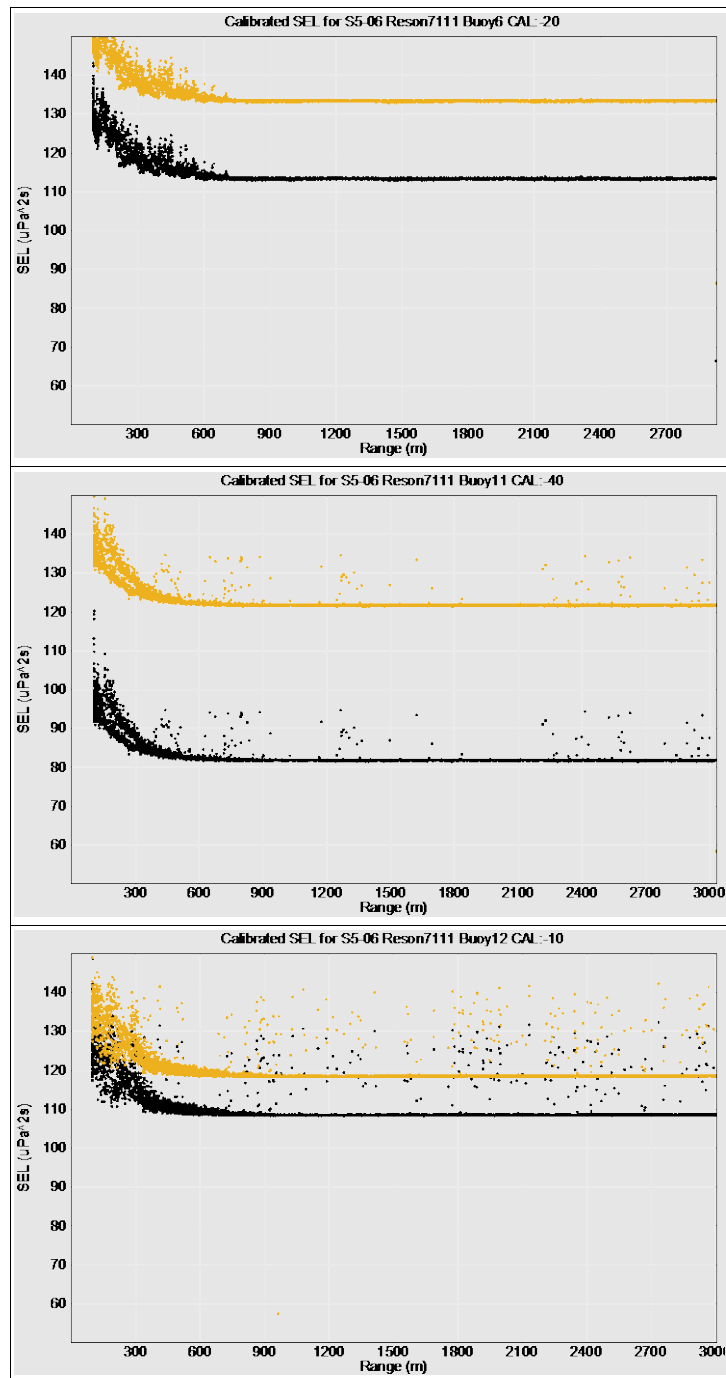 Calibrated SEL for S5-06 Reson7111 Buoy6 CAL:-20
140
130
120
110
100
90
80
70
60
SEL (uPa^2s)
300 600 900 1200 1500 1800 2100 2400 2700
Range (m)
Calibrated SEL for S5-06 Reson7111 Buoy11 CAL:-40
140
130
120
110
100
90
80
70
60
SEL (uPa^2s)
300 600 900 1200 1500 1800 2100 2400 2700 3000
Range (m)
Calibrated SEL for S5-06 Reson7111 Buoy12 CAL:-10
140
130
120
110
100
90
80
70
60
SEL (uPa^2s)
300 600 900 1200 1500 1800 2100 2400 2700 3000
Range (m)